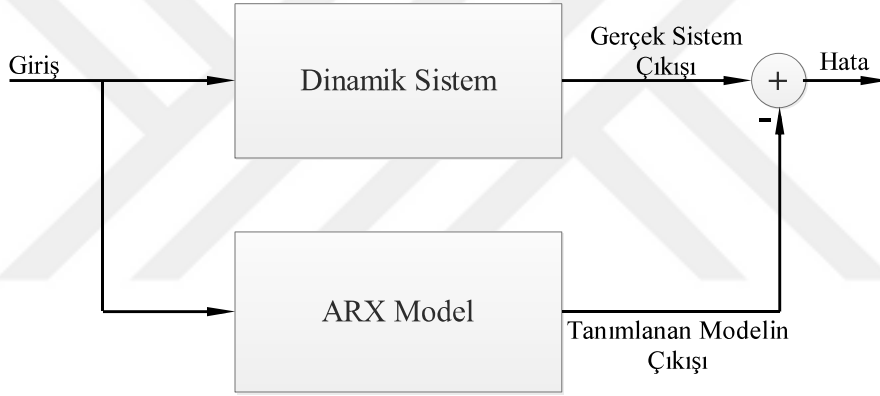 Giriş
Dinamik Sistem
Gerçek Sistem
Çıkışı
+
-
Hata
ARX Model
Tanımlanan Modelin
Çıkışı